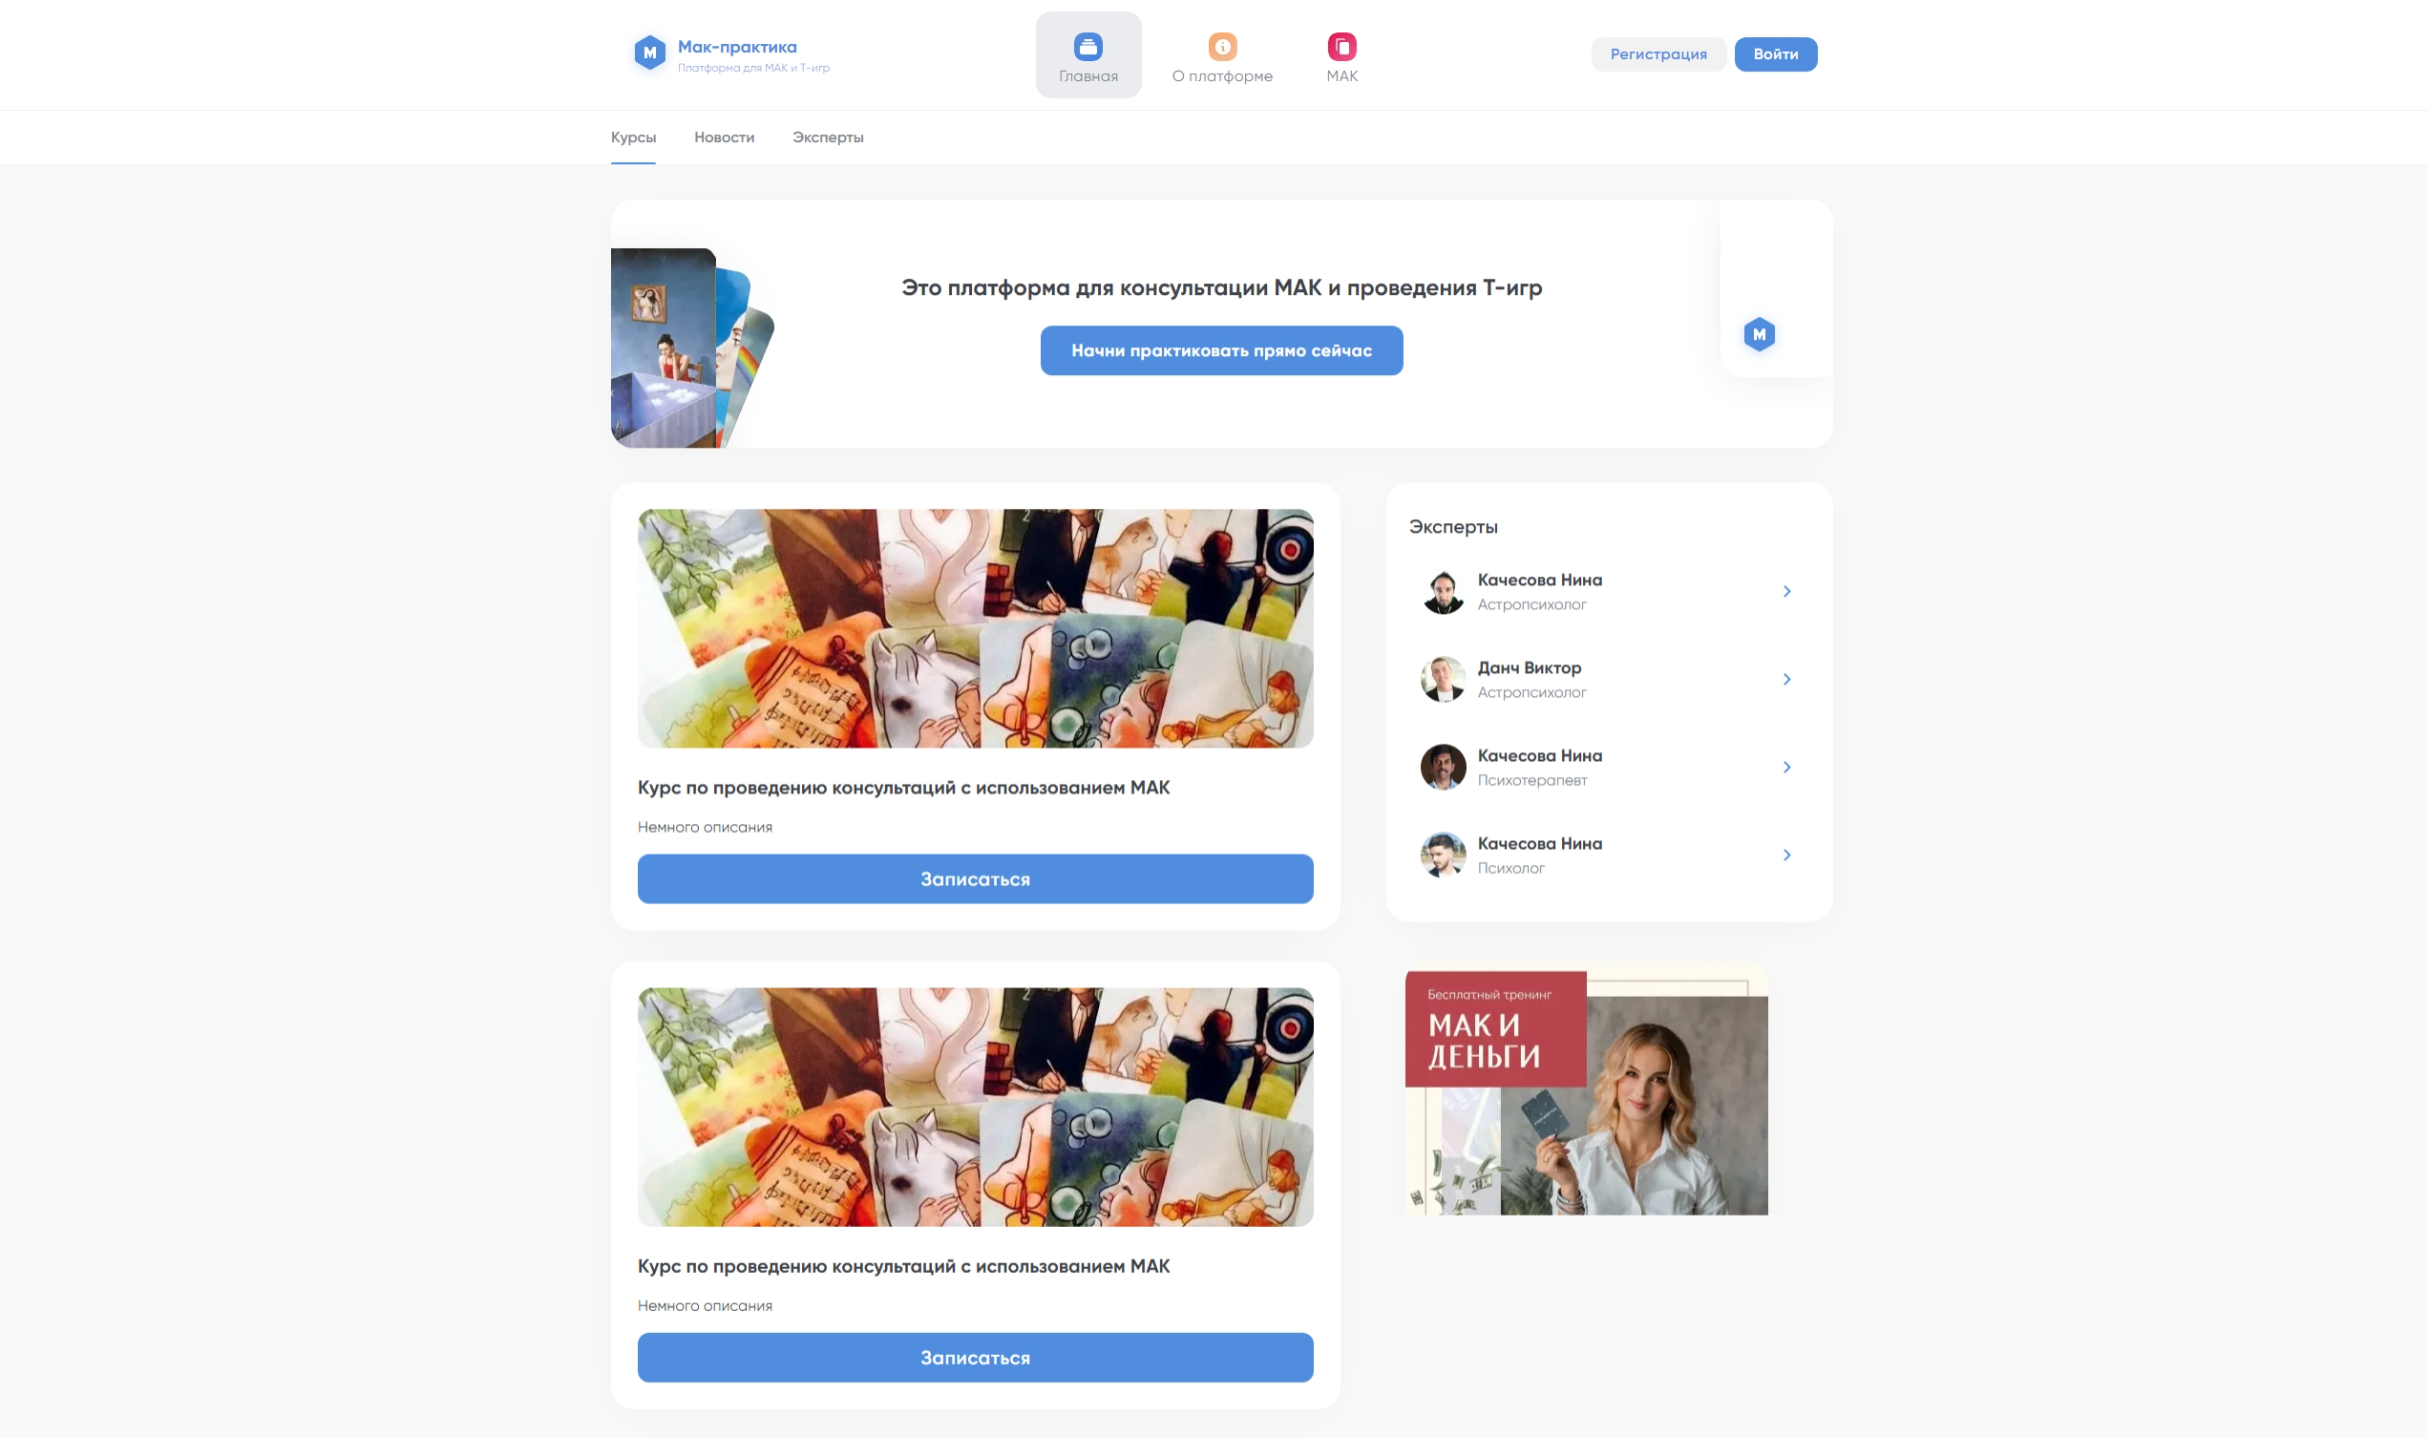 Мак-практика
Платформа для МАК и Т-игр
Главная
О платформе
МАК
Регистрация
Войти
Курсы
Новости
Эксперты
Это платформа для консультации МАК и проведения Т-игр
Начни практиковать прямо сейчас
М
Курс по проведению консультаций с использованием МАК
Немного описания
Записаться
Эксперты
Качесова Нина
Астропсихолог
Данч Виктор
Астропсихолог
Качесова Нина
Психотерапевт
Качесова Нина
Психолог
Курс по проведению консультаций с использованием МАК
Немного описания
Записаться
Бесплатный тренинг
МАК И
ДЕНЬГИ